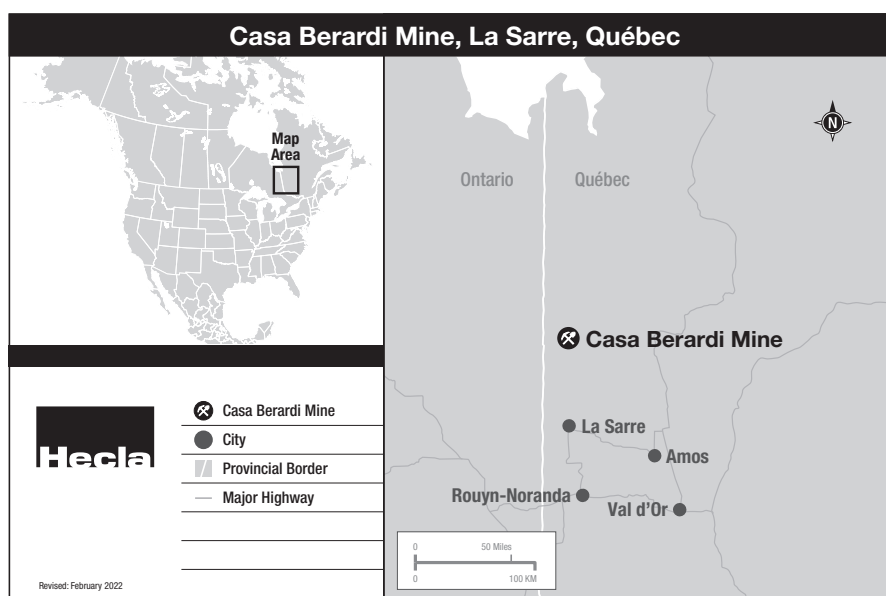 Casa Berardi Mine, La Sarre, Québec
Map
Area
Ontario
Québec
N
Casa Berardi Mine
La Sarre
Amos
Rouyn-Noranda
Val d'Or
0
50 Miles
0
100 KM
Hecla
Casa Berardi Mine
City
Provincial Border
Major Highway
Revised: February 2022